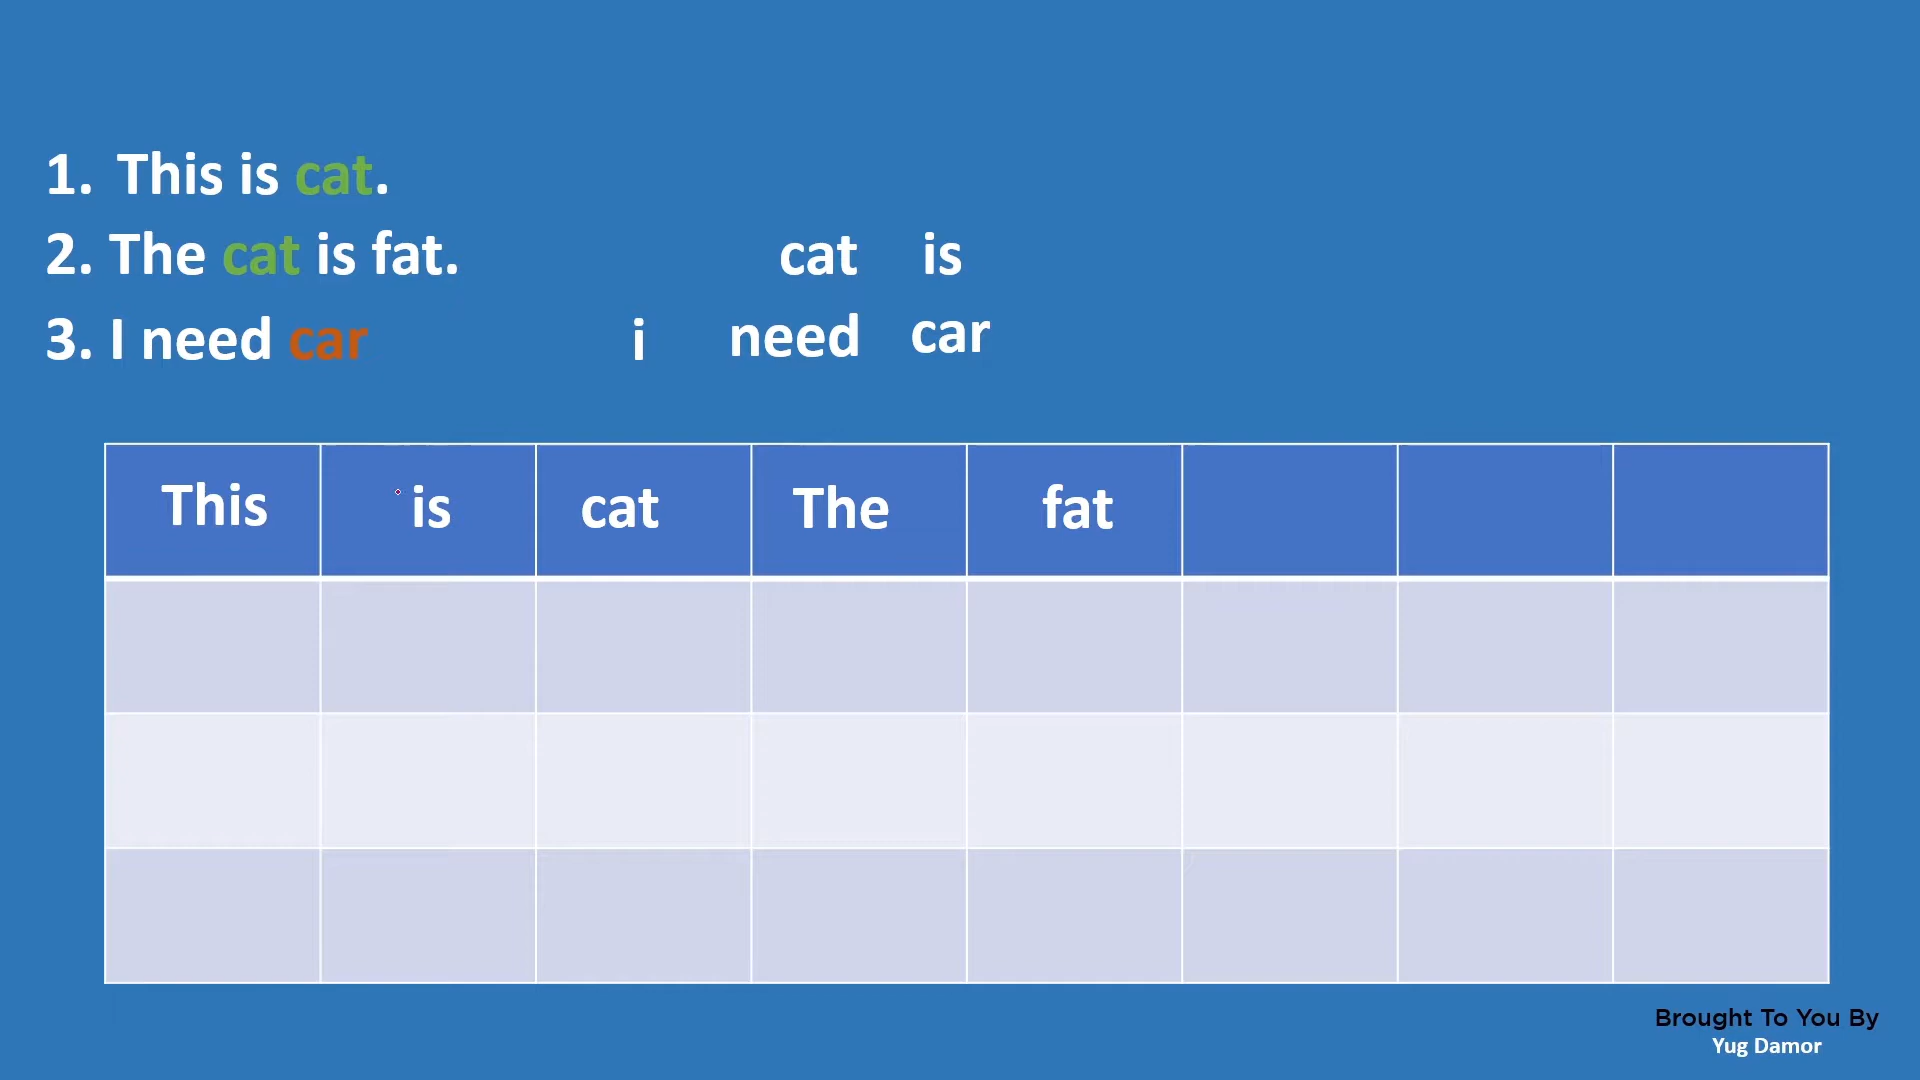 1. This is cat.
2. The cat is fat. cat is
3. I need car i need car
This is cat The fat
Brought To You By
Yug Damor